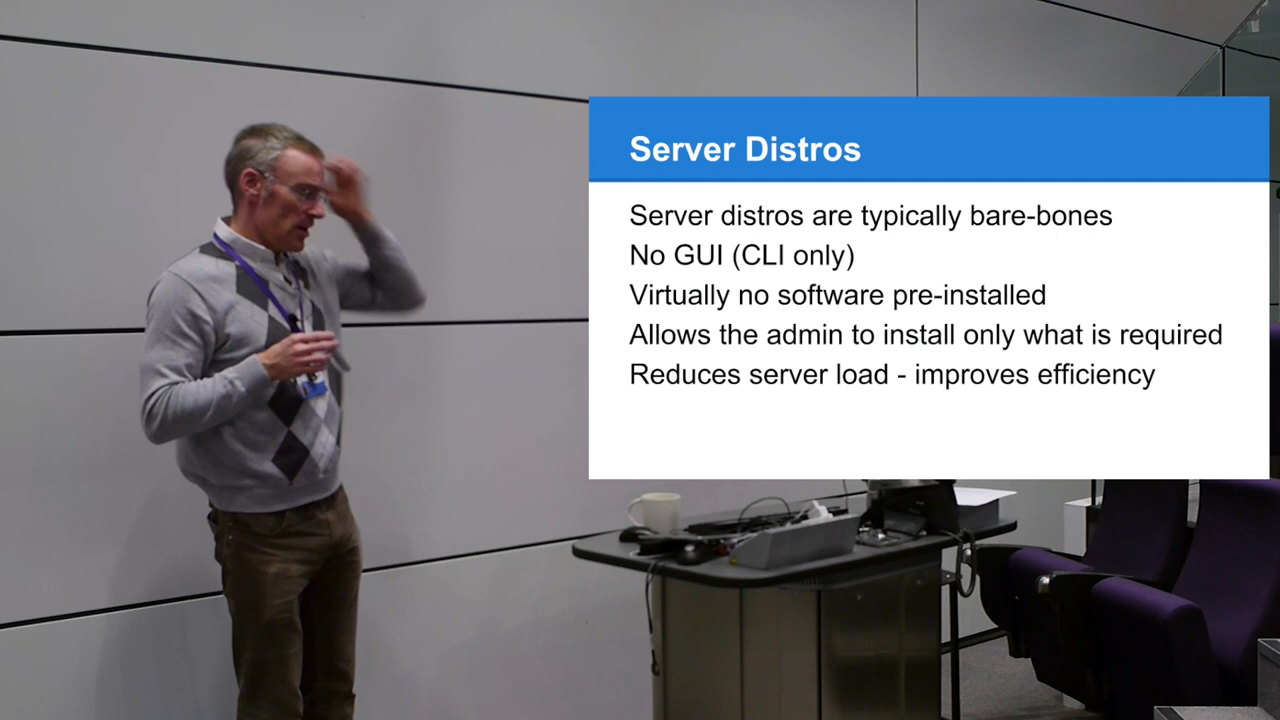 Server Distros
Server distros are typically bare-bones
No GUI (CLI only)
Virtually no software pre-installed
Allows the admin to install only what is required
Reduces server load - improves efficiency